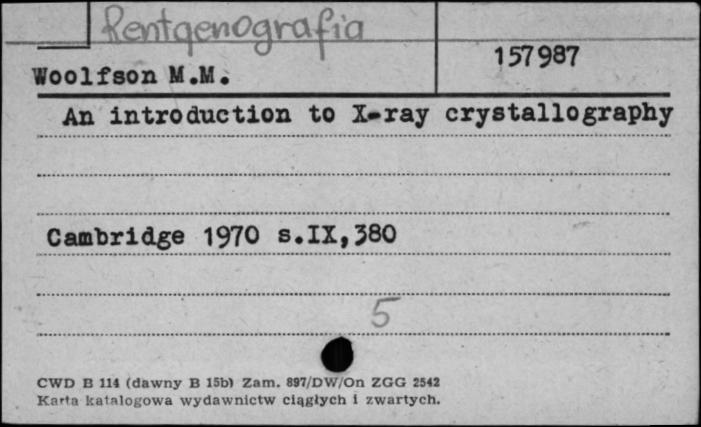 Rentgenografia
157987
Woolfson M.M.
An introduction to X-ray crystallography
Cambridge 1970 s.IX,380
5
CWD B 114 (dawny B 15b) Zam. 897/DW/On ZGG 2542
Karta katalogowa wydawnictw ciągłych i zwartych.